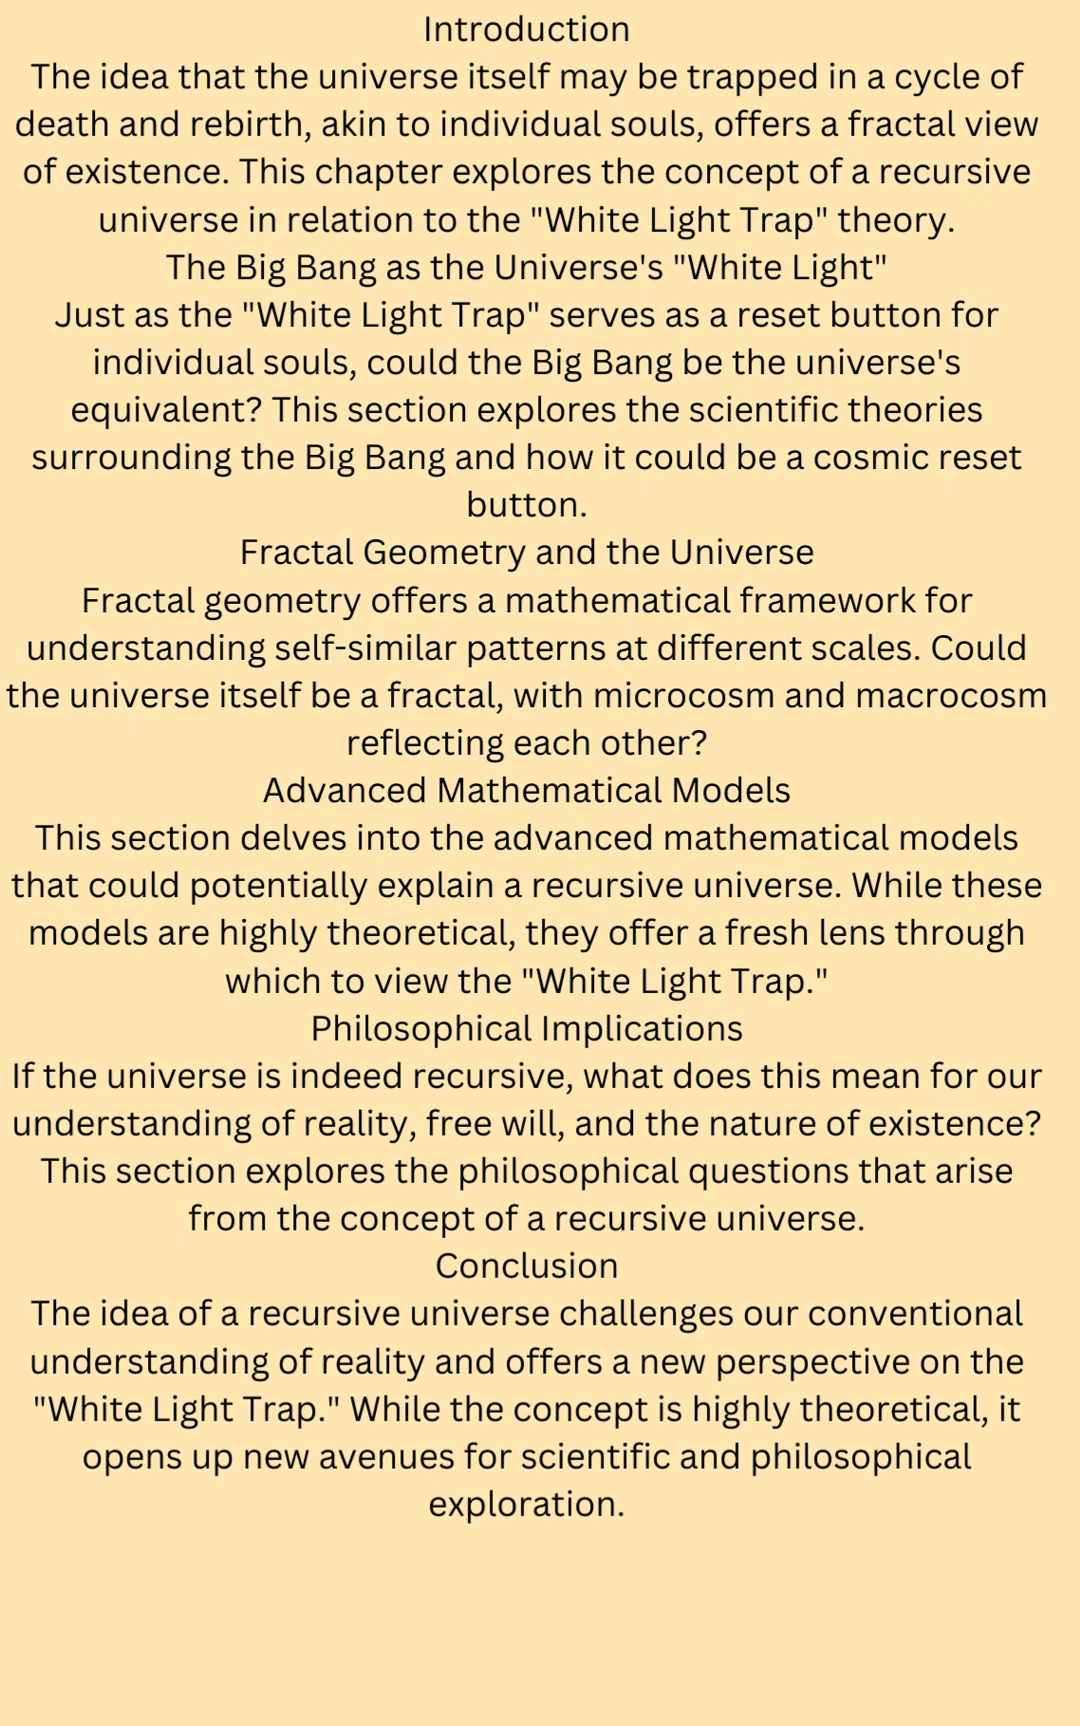 Introduction
The idea that the universe itself may be trapped in a cycle of
death and rebirth, akin to individual souls, offers a fractal view
of existence. This chapter explores the concept of a recursive
universe in relation to the "White Light Trap" theory.
The Big Bang as the Universe's "White Light"
Just as the "White Light Trap" serves as a reset button for
individual souls, could the Big Bang be the universe's
equivalent? This section explores the scientific theories
surrounding the Big Bang and how it could be a cosmic reset
button.
Fractal Geometry and the Universe
Fractal geometry offers a mathematical framework for
understanding self-similar patterns at different scales. Could
the universe itself be a fractal, with microcosm and macrocosm
reflecting each other?
Advanced Mathematical Models
This section delves into the advanced mathematical models
that could potentially explain a recursive universe. While these
models are highly theoretical, they offer a fresh lens through
which to view the "White Light Trap."
Philosophical Implications
If the universe is indeed recursive, what does this mean for our
understanding of reality, free will, and the nature of existence?
This section explores the philosophical questions that arise
from the concept of a recursive universe.
Conclusion
The idea of a recursive universe challenges our conventional
understanding of reality and offers a new perspective on the
"White Light Trap." While the concept is highly theoretical, it
opens up new avenues for scientific and philosophical
exploration.